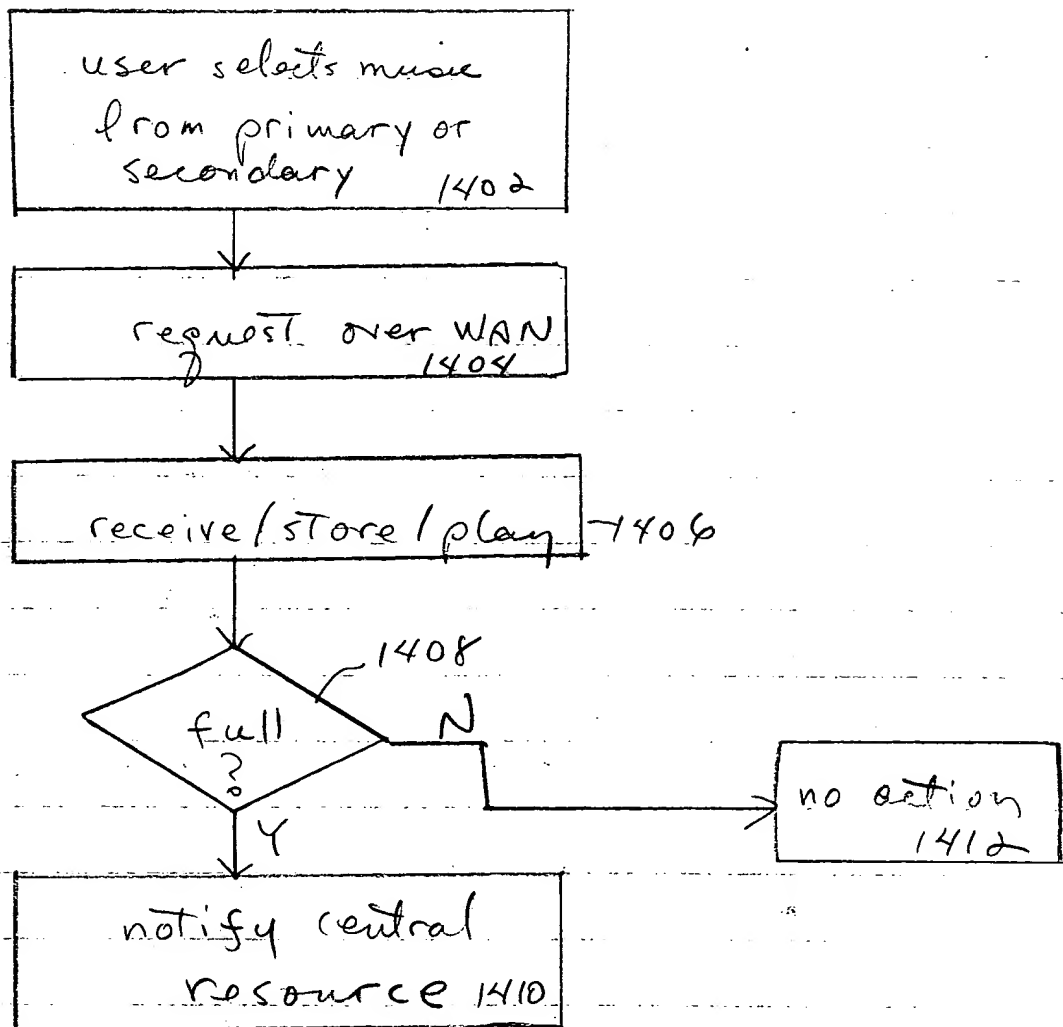 user selects music
from primary or
secondary 1402
request over WAN
1404
receive/store/play 1406
1408
full
?
N
Y
no action
1412
notify central
resource 1410